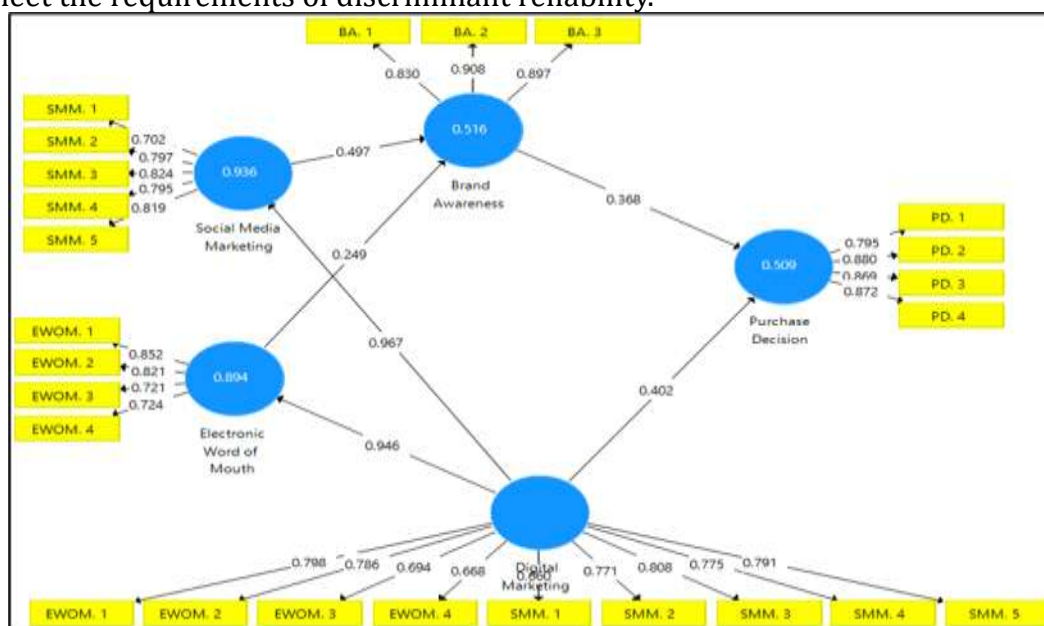 meet the requirements of discriminant reliability.
BA. 1 BA. 2 BA. 3
0.830 0.908 0.897
SMM. 1
SMM. 2
SMM. 3
SMM. 4
SMM. 5
0.702
0.797
0.824
0.795
0.819
0.936
Social Media
Marketing
0.497
0.516
Brand
Awareness
0.249
0.368
PD. 1
PD. 2
PD. 3
PD. 4
0.795
0.880
0.869
0.872
0.509
Purchase
Decision
EWOM. 1
EWOM. 2
EWOM. 3
EWOM. 4
0.852
0.821
0.721
0.724
0.894
Electronic
Word of
Mouth
0.967
0.946
0.402
Digital
Marketing
0.798 0.786 0.694 0.668 0.660 0.771 0.808 0.775 0.791
EWOM. 1 EWOM. 2 EWOM. 3 EWOM. 4 SMM. 1 SMM. 2 SMM. 3 SMM. 4 SMM. 5